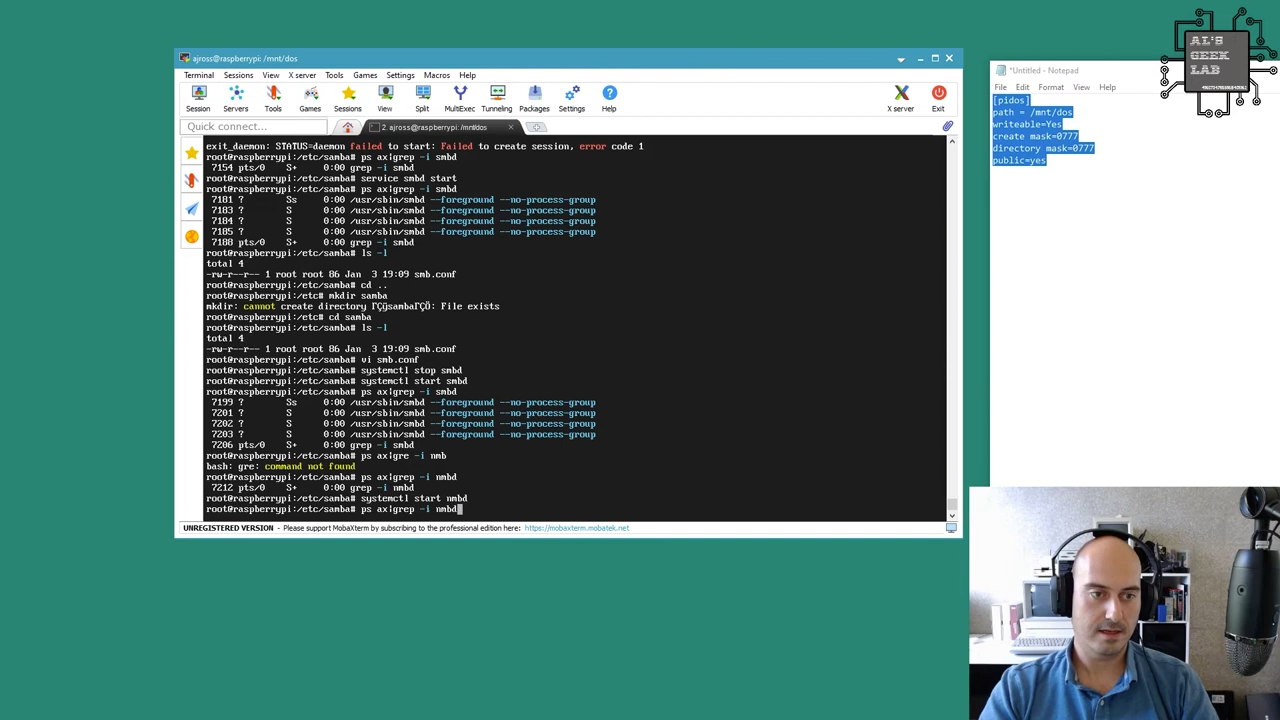 ajross@raspberrypi: /mnt/dos
Terminal Sessions View X server Tools Games Settings Macros Help
Session Servers Tools Games Sessions View Split MultiExec Tunneling Packages Settings Help X server Exit
Quick connect...
2. ajross@raspberrypi: /mnt/dos
exit_daemon: STATUS=daemon failed to start: Failed to create session, error code 1
root@raspberrypi:/etc/samba# ps ax|grep -i smbd
7154 pts/0 S+ 0:00 grep -i smbd
root@raspberrypi:/etc/samba# service smbd start
root@raspberrypi:/etc/samba# ps ax|grep -i smbd
7181 ? Ss 0:00 /usr/sbin/smbd --foreground --no-process-group
7183 ? S 0:00 /usr/sbin/smbd --foreground --no-process-group
7184 ? S 0:00 /usr/sbin/smbd --foreground --no-process-group
7185 ? S 0:00 /usr/sbin/smbd --foreground --no-process-group
7188 pts/0 S+ 0:00 grep -i smbd
root@raspberrypi:/etc/samba# ls -l
total 4
-rw-r--r-- 1 root root 86 Jan 3 19:09 smb.conf
root@raspberrypi:/etc/samba# cd ..
root@raspberrypi:/etc# mkdir samba
mkdir: cannot create directory ΓÇÿsambaΓÇÖ: File exists
root@raspberrypi:/etc# cd samba
root@raspberrypi:/etc/samba# ls -l
total 4
-rw-r--r-- 1 root root 86 Jan 3 19:09 smb.conf
root@raspberrypi:/etc/samba# vi smb.conf
root@raspberrypi:/etc/samba# systemctl stop smbd
root@raspberrypi:/etc/samba# systemctl start smbd
root@raspberrypi:/etc/samba# ps ax|grep -i smbd
7199 ? Ss 0:00 /usr/sbin/smbd --foreground --no-process-group
7201 ? S 0:00 /usr/sbin/smbd --foreground --no-process-group
7202 ? S 0:00 /usr/sbin/smbd --foreground --no-process-group
7203 ? S 0:00 /usr/sbin/smbd --foreground --no-process-group
7206 pts/0 S+ 0:00 grep -i smbd
root@raspberrypi:/etc/samba# ps ax|gre -i nmb
bash: gre: command not found
root@raspberrypi:/etc/samba# ps ax|grep -i nmbd
7212 pts/0 S+ 0:00 grep -i nmbd
root@raspberrypi:/etc/samba# systemctl start nmbd
root@raspberrypi:/etc/samba# ps ax|grep -i nmbd
UNREGISTERED VERSION - Please support MobaXterm by subscribing to the professional edition here: https://mobaxterm.mobatek.net
*Untitled - Notepad
File Edit Format View Help
[pidos]
path = /mnt/dos
writeable=Yes
create mask=0777
directory mask=0777
public=yes
AL'S
GEEK
LAB